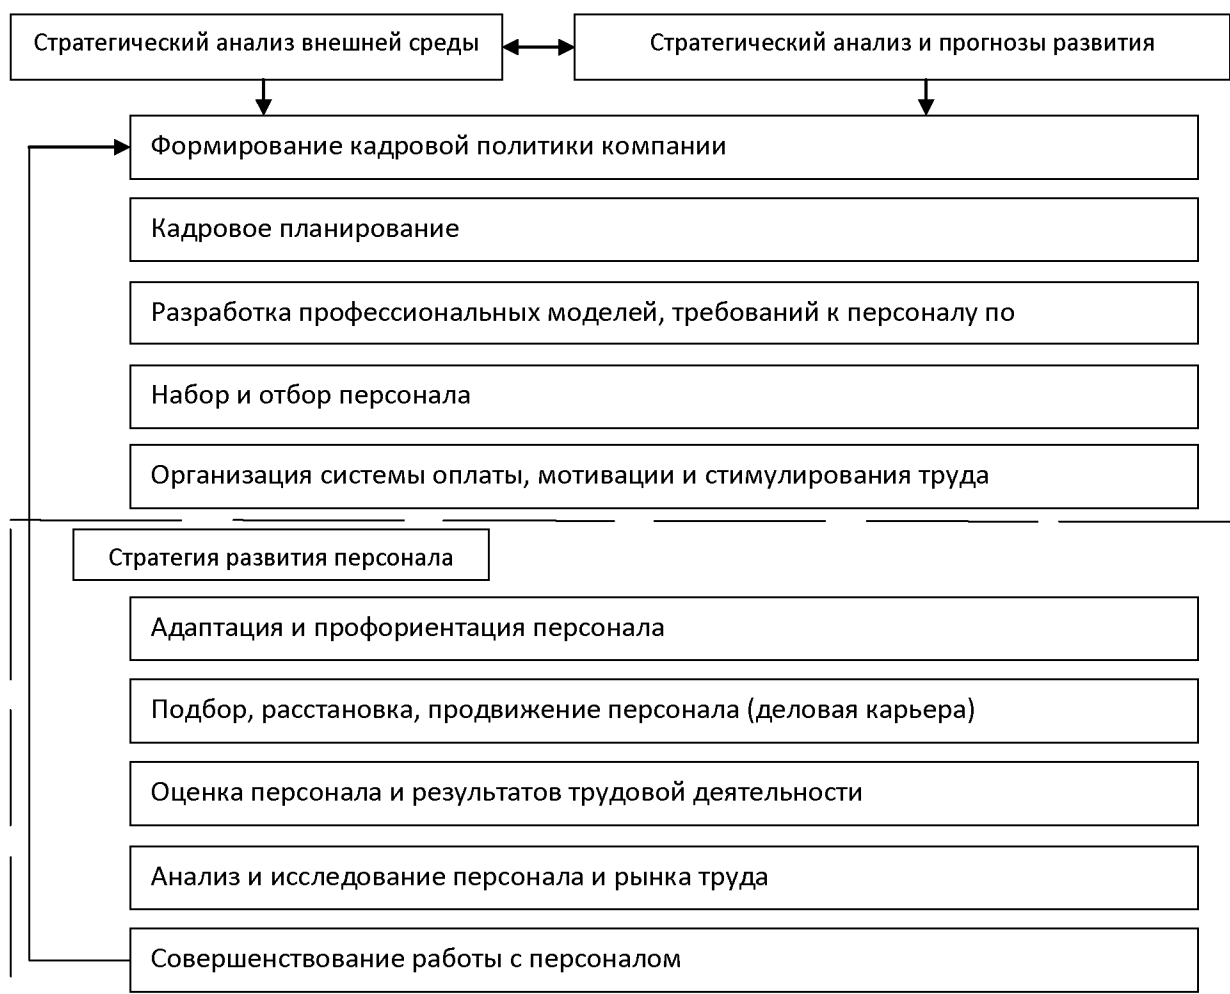 Стратегический анализ внешней среды
Стратегический анализ и прогнозы развития
Формирование кадровой политики компании
Кадровое планирование
Разработка профессиональных моделей, требований к персоналу по
Набор и отбор персонала
Организация системы оплаты, мотивации и стимулирования труда
Стратегия развития персонала
Адаптация и профориентация персонала
Подбор, расстановка, продвижение персонала (деловая карьера)
Оценка персонала и результатов трудовой деятельности
Анализ и исследование персонала и рынка труда
Совершенствование работы с персоналом